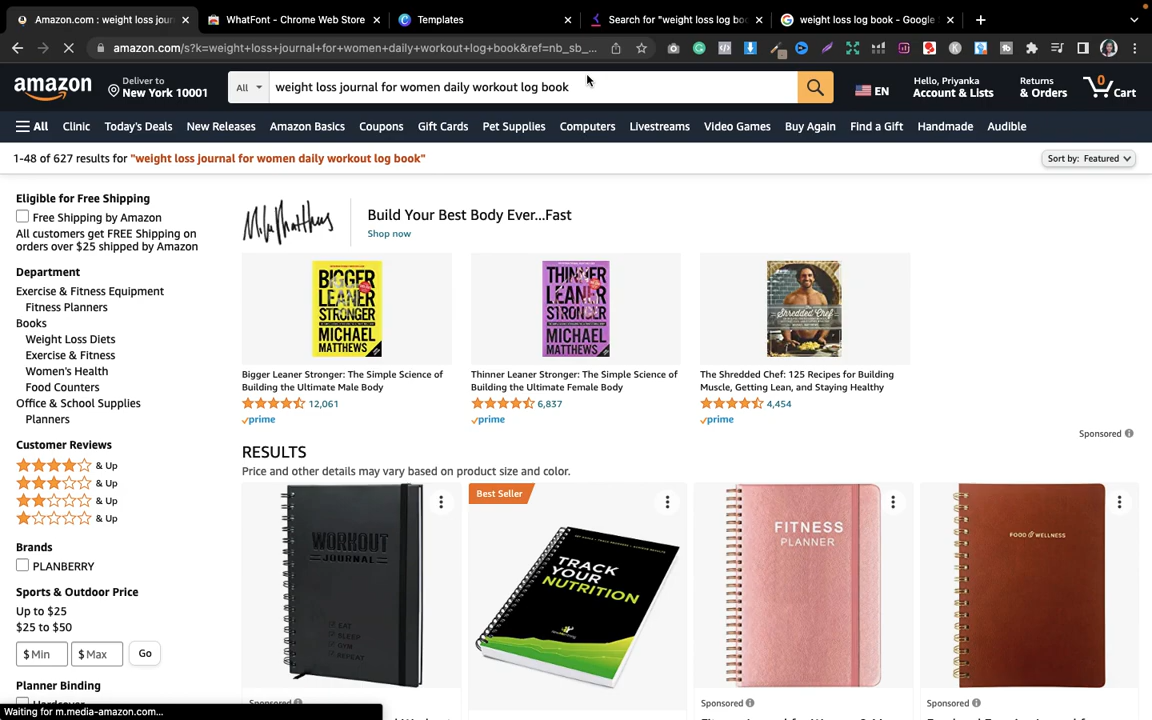 Amazon.com : weight loss jour
WhatFont - Chrome Web Store
Templates
Search for "weight loss log boo
weight loss log book - Google
amazon.com/s?k=weight+loss+journal+for+women+daily+workout+log+book&ref=nb_sb_...
amazon
Deliver to
New York 10001
All
weight loss journal for women daily workout log book
EN
Hello, Priyanka
Account & Lists
Returns
& Orders
0
Cart
All
Clinic
Today's Deals
New Releases
Amazon Basics
Coupons
Gift Cards
Pet Supplies
Computers
Livestreams
Video Games
Buy Again
Find a Gift
Handmade
Audible
1-48 of 627 results for "weight loss journal for women daily workout log book"
Sort by: Featured
Eligible for Free Shipping
Free Shipping by Amazon
All customers get FREE Shipping on
orders over $25 shipped by Amazon
Department
Exercise & Fitness Equipment
Fitness Planners
Books
Weight Loss Diets
Exercise & Fitness
Women's Health
Food Counters
Office & School Supplies
Planners
Customer Reviews
& Up
& Up
& Up
& Up
Brands
PLANBERRY
Sports & Outdoor Price
Up to $25
$25 to $50
$ Min
$ Max
Go
Planner Binding
Waiting for m.media-amazon.com...
Build Your Best Body Ever...Fast
Shop now
BIGGER
LEANER
STRONGER
MICHAEL
MATTHEWS
THINNER
LEANER
STRONGER
MICHAEL
MATTHEWS
Shredded Chef
Bigger Leaner Stronger: The Simple Science of
Building the Ultimate Male Body
12,061
prime
Thinner Leaner Stronger: The Simple Science of
Building the Ultimate Female Body
6,837
prime
The Shredded Chef: 125 Recipes for Building
Muscle, Getting Lean, and Staying Healthy
4,454
prime
Sponsored
RESULTS
Price and other details may vary based on product size and color.
WORKOUT
JOURNAL
EAT
SLEEP
GYM
REPEAT
Best Seller
TRACK
YOUR
NUTRITION
FITNESS
PLANNER
FOOD & WELLNESS
Sponsored
Sponsored
Sponsored